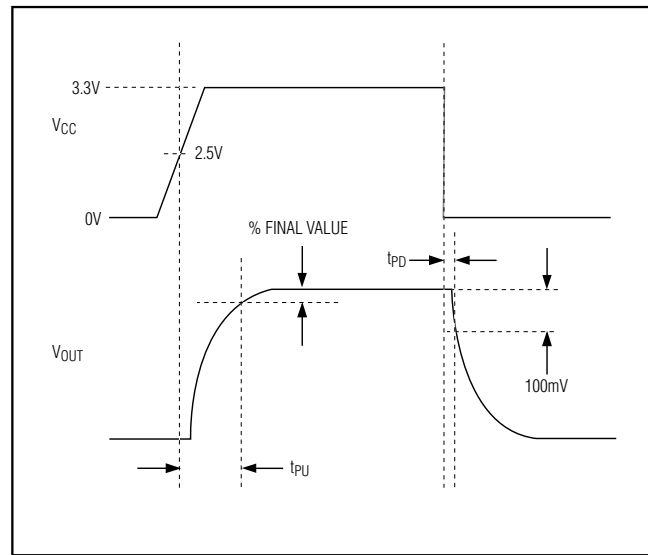 3.3V
VCC
2.5V
0V
% FINAL VALUE
tPD
VOUT
100mV
tPU